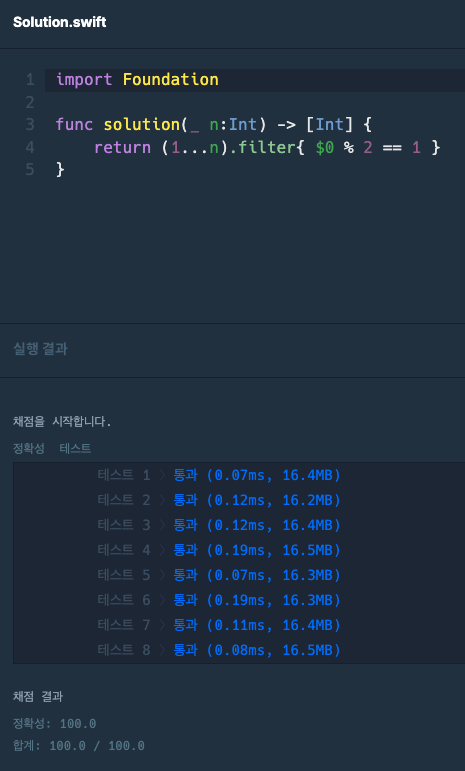 Solution.swift
1 import Foundation
2
3 func solution(_ n:Int) -> [Int] {
4 return (1...n).filter{ $0 % 2 == 1 }
5 }
실행 결과
채점을 시작합니다.
정확성 테스트
테스트 1 〉 통과 (0.07ms, 16.4MB)
테스트 2 〉 통과 (0.12ms, 16.2MB)
테스트 3 〉 통과 (0.12ms, 16.4MB)
테스트 4 〉 통과 (0.19ms, 16.5MB)
테스트 5 〉 통과 (0.07ms, 16.3MB)
테스트 6 〉 통과 (0.19ms, 16.3MB)
테스트 7 〉 통과 (0.11ms, 16.4MB)
테스트 8 〉 통과 (0.08ms, 16.5MB)
채점 결과
정확성: 100.0
합계: 100.0 / 100.0